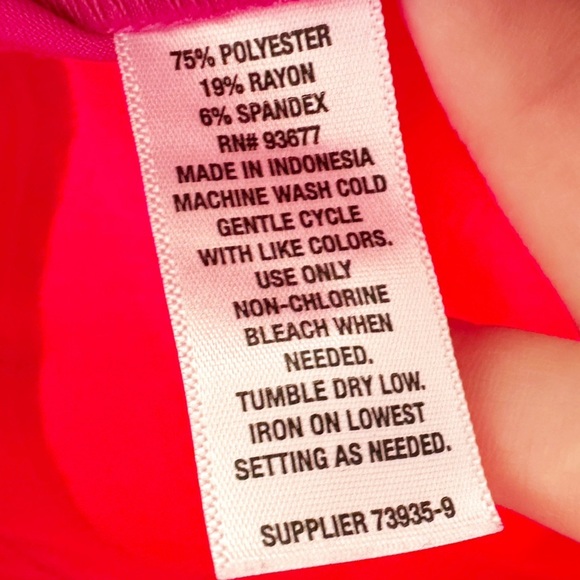 75% POLYESTER
19% RAYON
6% SPANDEX
RN# 93677
MADE IN INDONESIA
MACHINE WASH COLD
GENTLE CYCLE
WITH LIKE COLORS.
USE ONLY
NON-CHLORINE
BLEACH WHEN
NEEDED.
TUMBLE DRY LOW.
IRON ON LOWEST
SETTING AS NEEDED.
SUPPLIER 73935-9